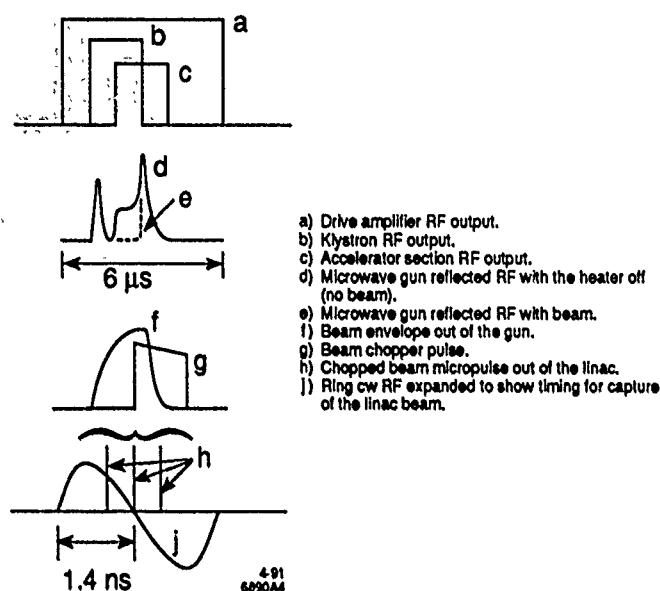 a
b
c
d
e
6 μs
a) Drive amplifier RF output.
b) Klystron RF output.
c) Accelerator section RF output.
d) Microwave gun reflected RF with the heater off
(no beam).
e) Microwave gun reflected RF with beam.
f) Beam envelope out of the gun.
g) Beam chopper pulse.
h) Chopped beam micropulse out of the linac.
j) Ring cw RF expanded to show timing for capture
of the linac beam.
f
g
h
j
1.4 ns
4-91
6890A4